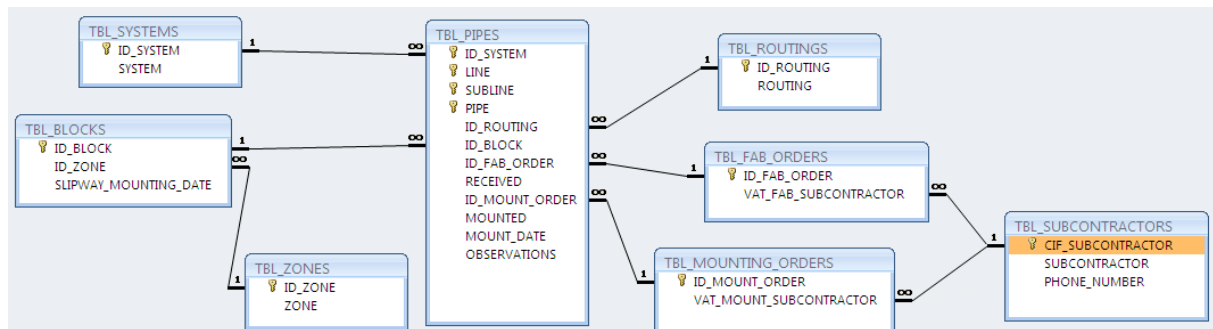 TBL_SYSTEMS
ID_SYSTEM
SYSTEM
1
∞
TBL_BLOCKS
ID_BLOCK
ID_ZONE
SLIPWAY_MOUNTING_DATE
1
∞
∞
TBL_ZONES
ID_ZONE
ZONE
1
TBL_PIPES
ID_SYSTEM
LINE
SUBLINE
PIPE
ID_ROUTING
ID_BLOCK
ID_FAB_ORDER
RECEIVED
ID_MOUNT_ORDER
MOUNTED
MOUNT_DATE
OBSERVATIONS
∞
∞
∞
TBL_ROUTINGS
ID_ROUTING
ROUTING
1
TBL_FAB_ORDERS
ID_FAB_ORDER
VAT_FAB_SUBCONTRACTOR
1
∞
TBL_MOUNTING_ORDERS
ID_MOUNT_ORDER
VAT_MOUNT_SUBCONTRACTOR
1
∞
TBL_SUBCONTRACTORS
CIF_SUBCONTRACTOR
SUBCONTRACTOR
PHONE_NUMBER
1